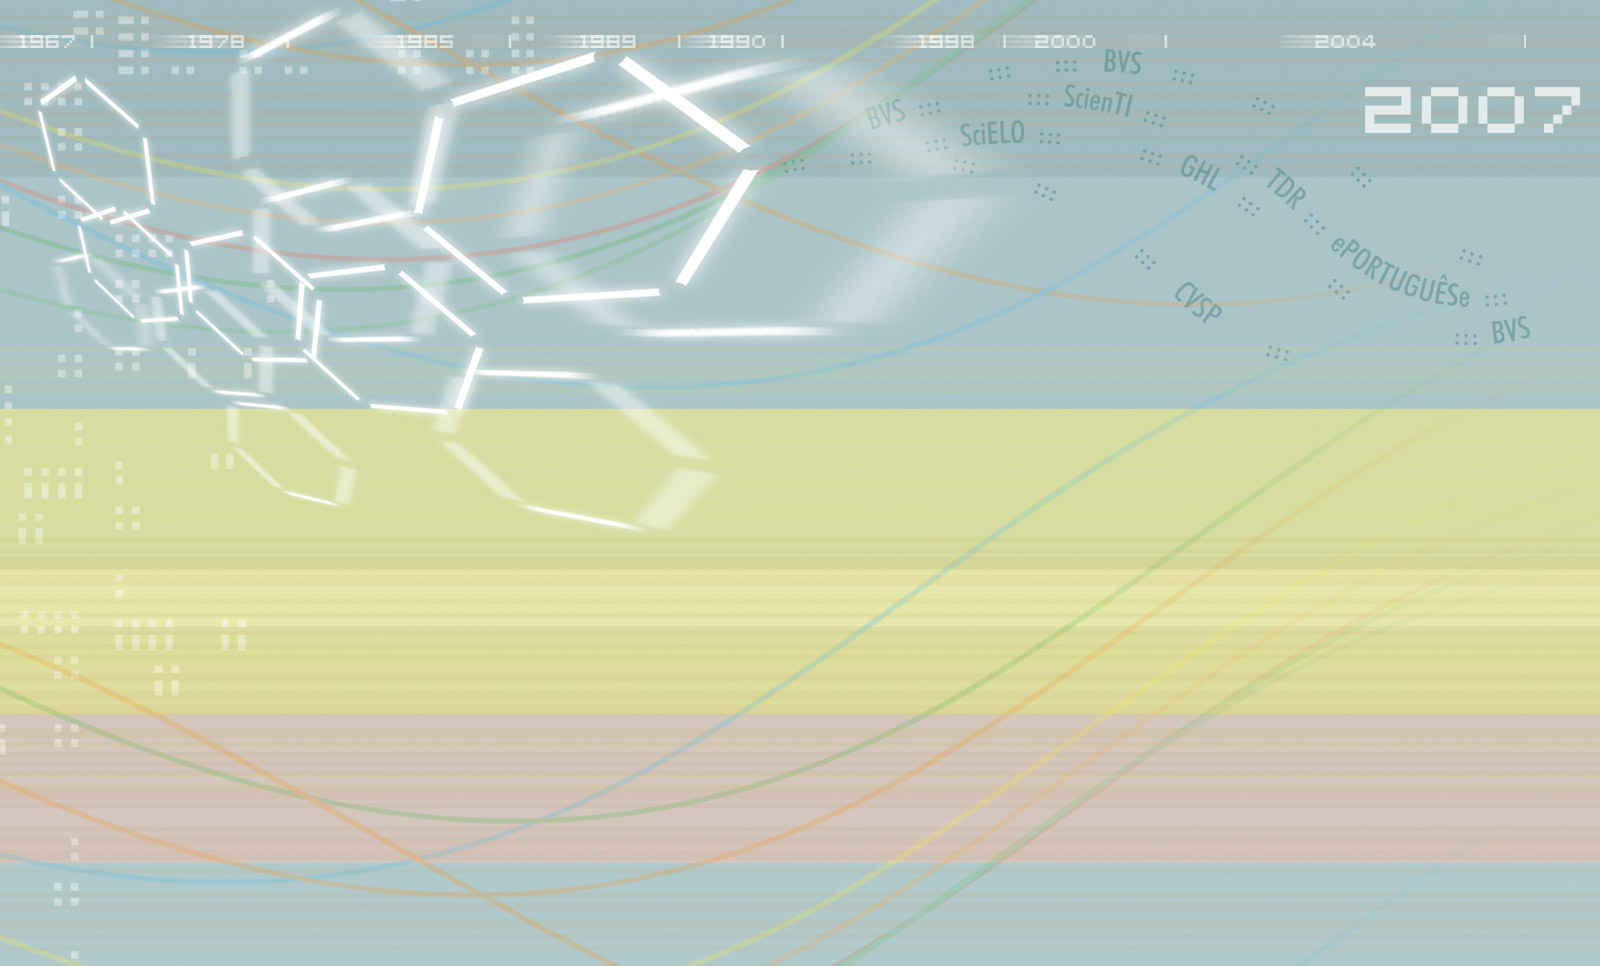 1967 1978 1985 1989 1990 1998 2000 2004
2007
BVS
ScienTI
BVS
SciELO
GHL
TDR
ePORTUGUÊSe
CVSP
BVS